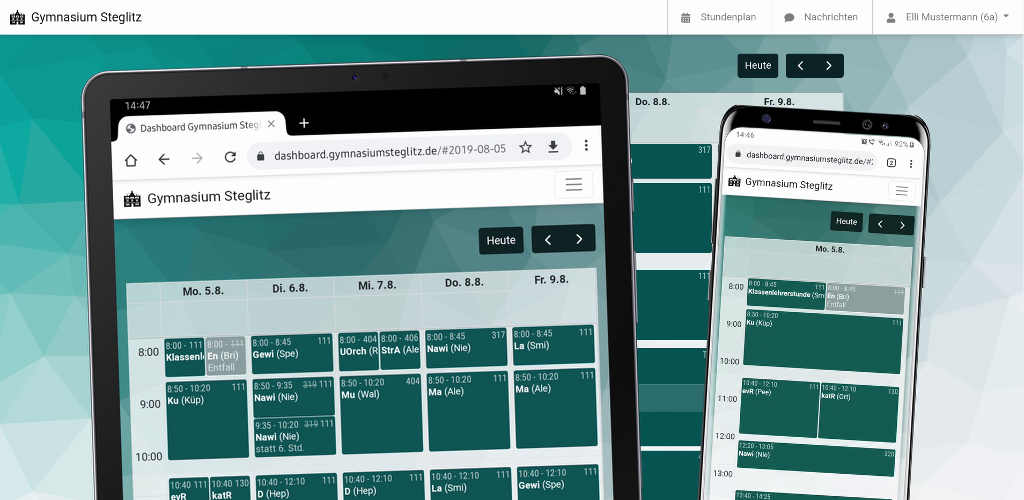 Gymnasium Steglitz
Stundenplan
Nachrichten
Elli Mustermann (6a)
Heute
Do. 8.8.
Fr. 9.8.
317
111
111
14:47
Dashboard Gymnasium Steg
dashboard.gymnasiumsteglitz.de/#2019-08-05
Gymnasium Steglitz
Heute
Mo. 5.8.
Di. 6.8.
Mi. 7.8.
Do. 8.8.
Fr. 9.8.
8:00
9:00
10:00
8:00 - 111
Klassenl
8:00 - 111
En (Bri)
Entfall
8:50 - 10:20 111
Ku (Küp)
10:40 111
evR
10:40 130
katR
8:00 - 8:45 111
Gewi (Spe)
8:50 - 9:35 319 111
Nawi (Nie)
9:35 - 10:20 319 111
Nawi (Nie)
statt 6. Std.
10:40 - 12:10 111
D (Hep)
8:00 - 404
UOrch (R
8:00 - 406
StrA (Ale
8:50 - 10:20 404
Mu (Wal)
10:40 - 12:10 111
D (Hep)
8:00 - 8:45 317
Nawi (Nie)
8:50 - 10:20 111
Ma (Ale)
10:40 - 12:10 111
La (Smi)
8:00 - 8:45 111
La (Smi)
8:50 - 10:20 111
Ma (Ale)
10:40 - 12:10 111
Gewi (Spe)
14:46
92%
dashboard.gymnasiumsteglitz.de/#2
2
Gymnasium Steglitz
Heute
Mo. 5.8.
8:00
9:00
10:00
11:00
12:00
13:00
8:00 - 8:45 111
Klassenlehrerstunde (Sm
8:00 - 8:45 111
En (Bri)
Entfall
8:50 - 10:20 111
Ku (Küp)
10:40 - 12:10 111
evR (Pee)
10:40 - 12:10 130
katR (Ort)
12:20 - 13:05 320
Nawi (Nie)
13:40 - 14:25